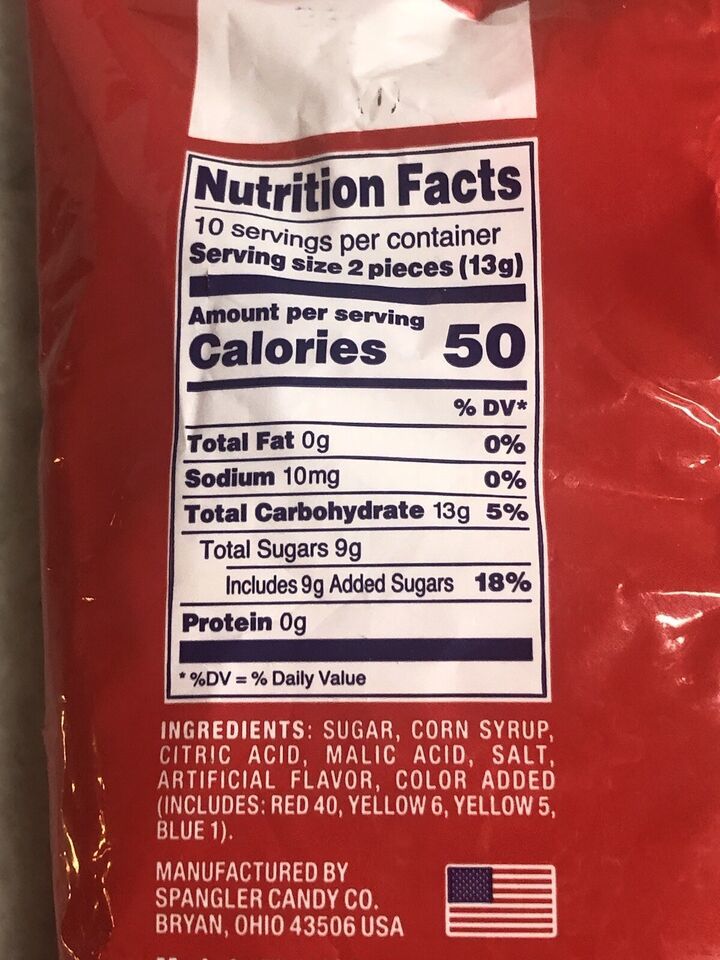 Nutrition Facts
10 servings per container
Serving size 2 pieces (13g)
Amount per serving
Calories 50
% DV*
Total Fat 0g 0%
Sodium 10mg 0%
Total Carbohydrate 13g 5%
Total Sugars 9g
Includes 9g Added Sugars 18%
Protein 0g
* %DV = % Daily Value
INGREDIENTS: SUGAR, CORN SYRUP,
CITRIC ACID, MALIC ACID, SALT,
ARTIFICIAL FLAVOR, COLOR ADDED
(INCLUDES: RED 40, YELLOW 6, YELLOW 5,
BLUE 1).
MANUFACTURED BY
SPANGLER CANDY CO.
BRYAN, OHIO 43506 USA